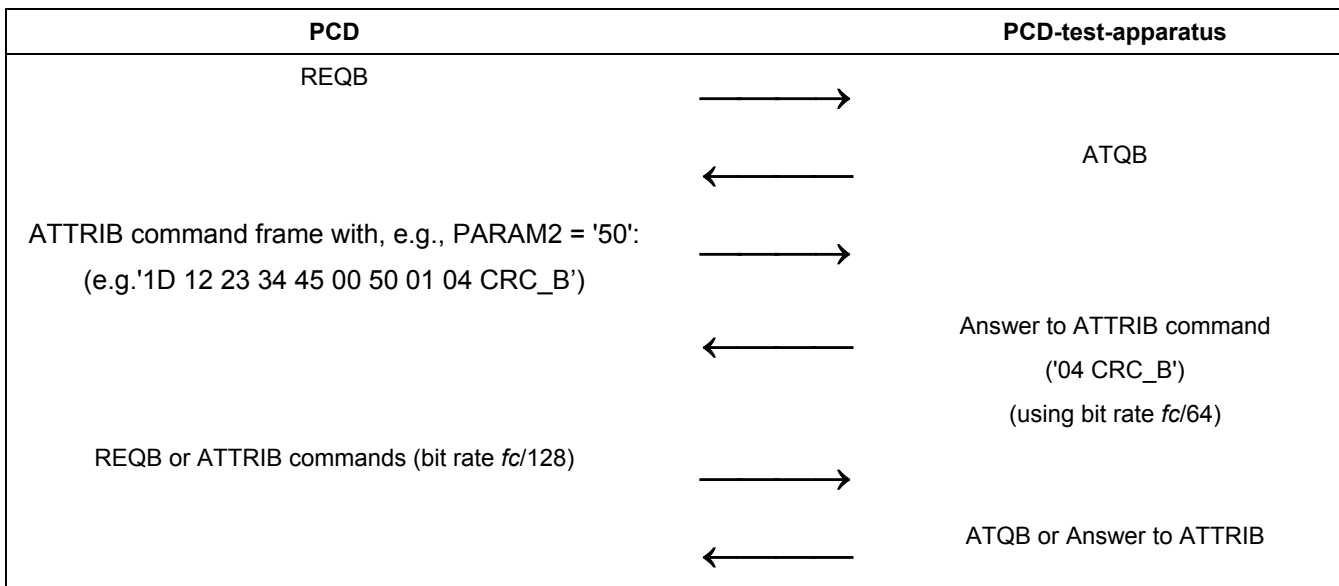 PCD
PCD-test-apparatus
REQB
ATQB
ATTRIB command frame with, e.g., PARAM2 = '50':
(e.g.'1D 12 23 34 45 00 50 01 04 CRC_B’)
Answer to ATTRIB command
('04 CRC_B')
(using bit rate fc/64)
REQB or ATTRIB commands (bit rate fc/128)
ATQB or Answer to ATTRIB